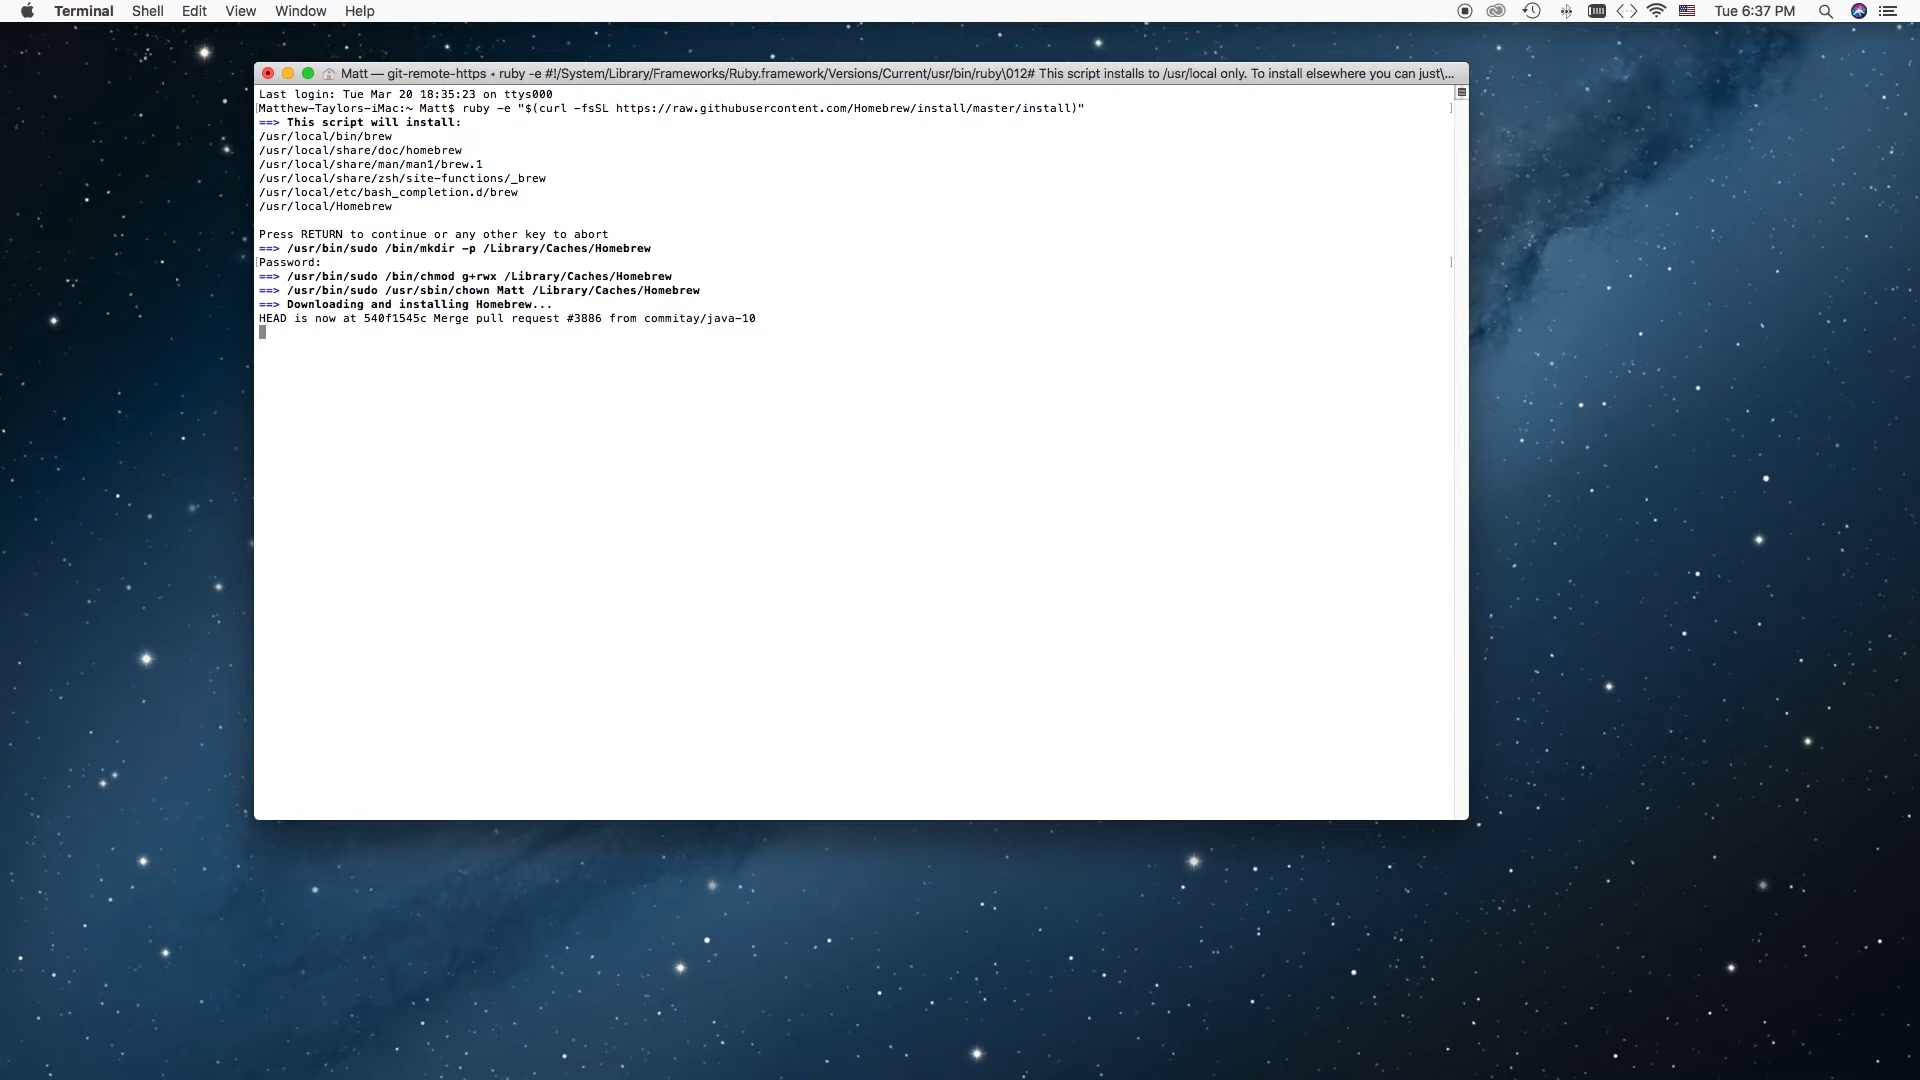 Terminal Shell Edit View Window Help Tue 6:37 PM
Matt — git-remote-https ◂ ruby -e #!/System/Library/Frameworks/Ruby.framework/Versions/Current/usr/bin/ruby\012# This script installs to /usr/local only. To install elsewhere you can just\...
Last login: Tue Mar 20 18:35:23 on ttys000
[Matthew-Taylors-iMac:~ Matt$ ruby -e "$(curl -fsSL https://raw.githubusercontent.com/Homebrew/install/master/install)" ]
==> This script will install:
/usr/local/bin/brew
/usr/local/share/doc/homebrew
/usr/local/share/man/man1/brew.1
/usr/local/share/zsh/site-functions/_brew
/usr/local/etc/bash_completion.d/brew
/usr/local/Homebrew
Press RETURN to continue or any other key to abort
==> /usr/bin/sudo /bin/mkdir -p /Library/Caches/Homebrew
[Password: ]
==> /usr/bin/sudo /bin/chmod g+rwx /Library/Caches/Homebrew
==> /usr/bin/sudo /usr/sbin/chown Matt /Library/Caches/Homebrew
==> Downloading and installing Homebrew...
HEAD is now at 540f1545c Merge pull request #3886 from commitay/java-10